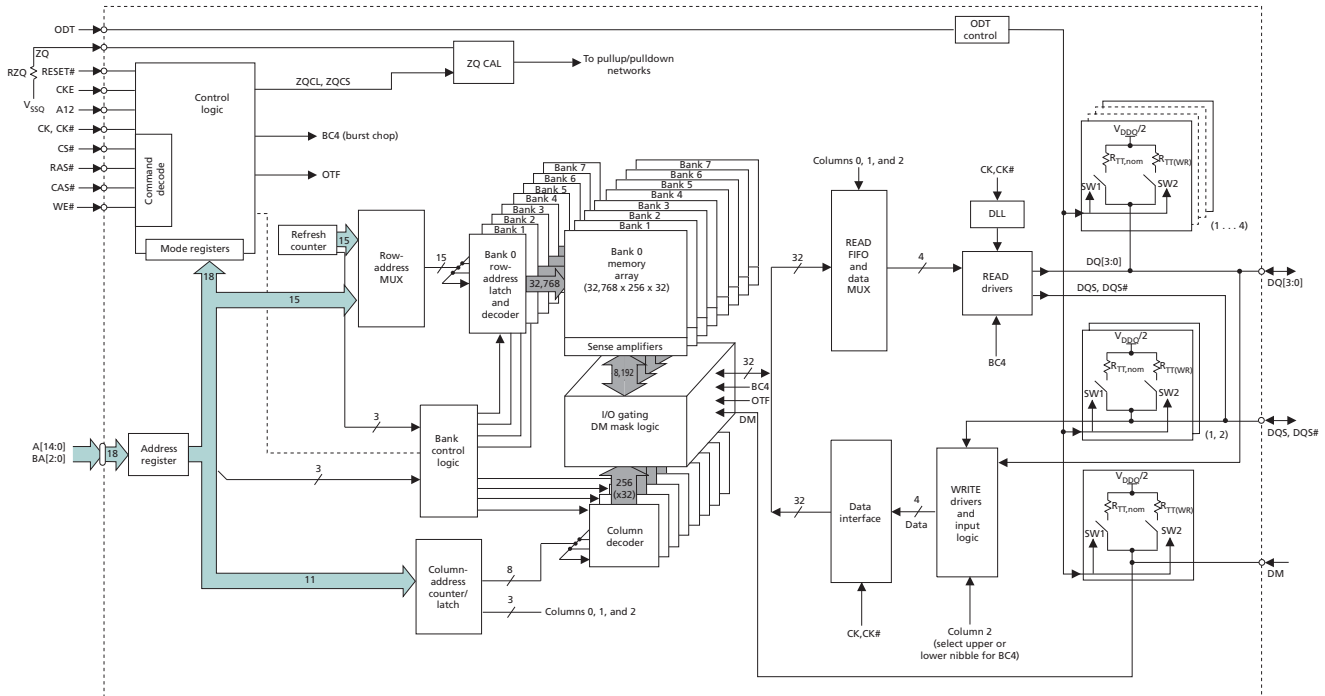 ODT
ODT
control
ZQ
RZQ
VSSQ
RESET#
CKE
A12
CK, CK#
CS#
RAS#
CAS#
WE#
Control
logic
Command
decode
Mode registers
ZQCL, ZQCS
ZQ CAL
To pullup/pulldown
networks
BC4 (burst chop)
OTF
Refresh
counter
15
Row-
address
MUX
15
18
15
Bank 7
Bank 6
Bank 5
Bank 4
Bank 3
Bank 2
Bank 1
Bank 0
row-
address
latch
and
decoder
32,768
Bank 7
Bank 6
Bank 5
Bank 4
Bank 3
Bank 2
Bank 1
Bank 0
memory
array
(32,768 x 256 x 32)
Sense amplifiers
8,192
I/O gating
DM mask logic
32
BC4
OTF
DM
256
(x32)
Column
decoder
3
3
Bank
control
logic
A[14:0]
BA[2:0]
18
Address
register
11
Column-
address
counter/
latch
8
3
Columns 0, 1, and 2
Columns 0, 1, and 2
32
READ
FIFO
and
data
MUX
4
CK,CK#
DLL
READ
drivers
BC4
DQ[3:0]
DQS, DQS#
32
Data
interface
CK,CK#
4
Data
WRITE
drivers
and
input
logic
Column 2
(select upper or
lower nibble for BC4)
VDDQ/2
RTT,nom
RTT(WR)
SW1
SW2
(1 . . . 4)
DQ[3:0]
VDDQ/2
RTT,nom
RTT(WR)
SW1
SW2
(1, 2)
DQS, DQS#
VDDQ/2
RTT,nom
RTT(WR)
SW1
SW2
DM